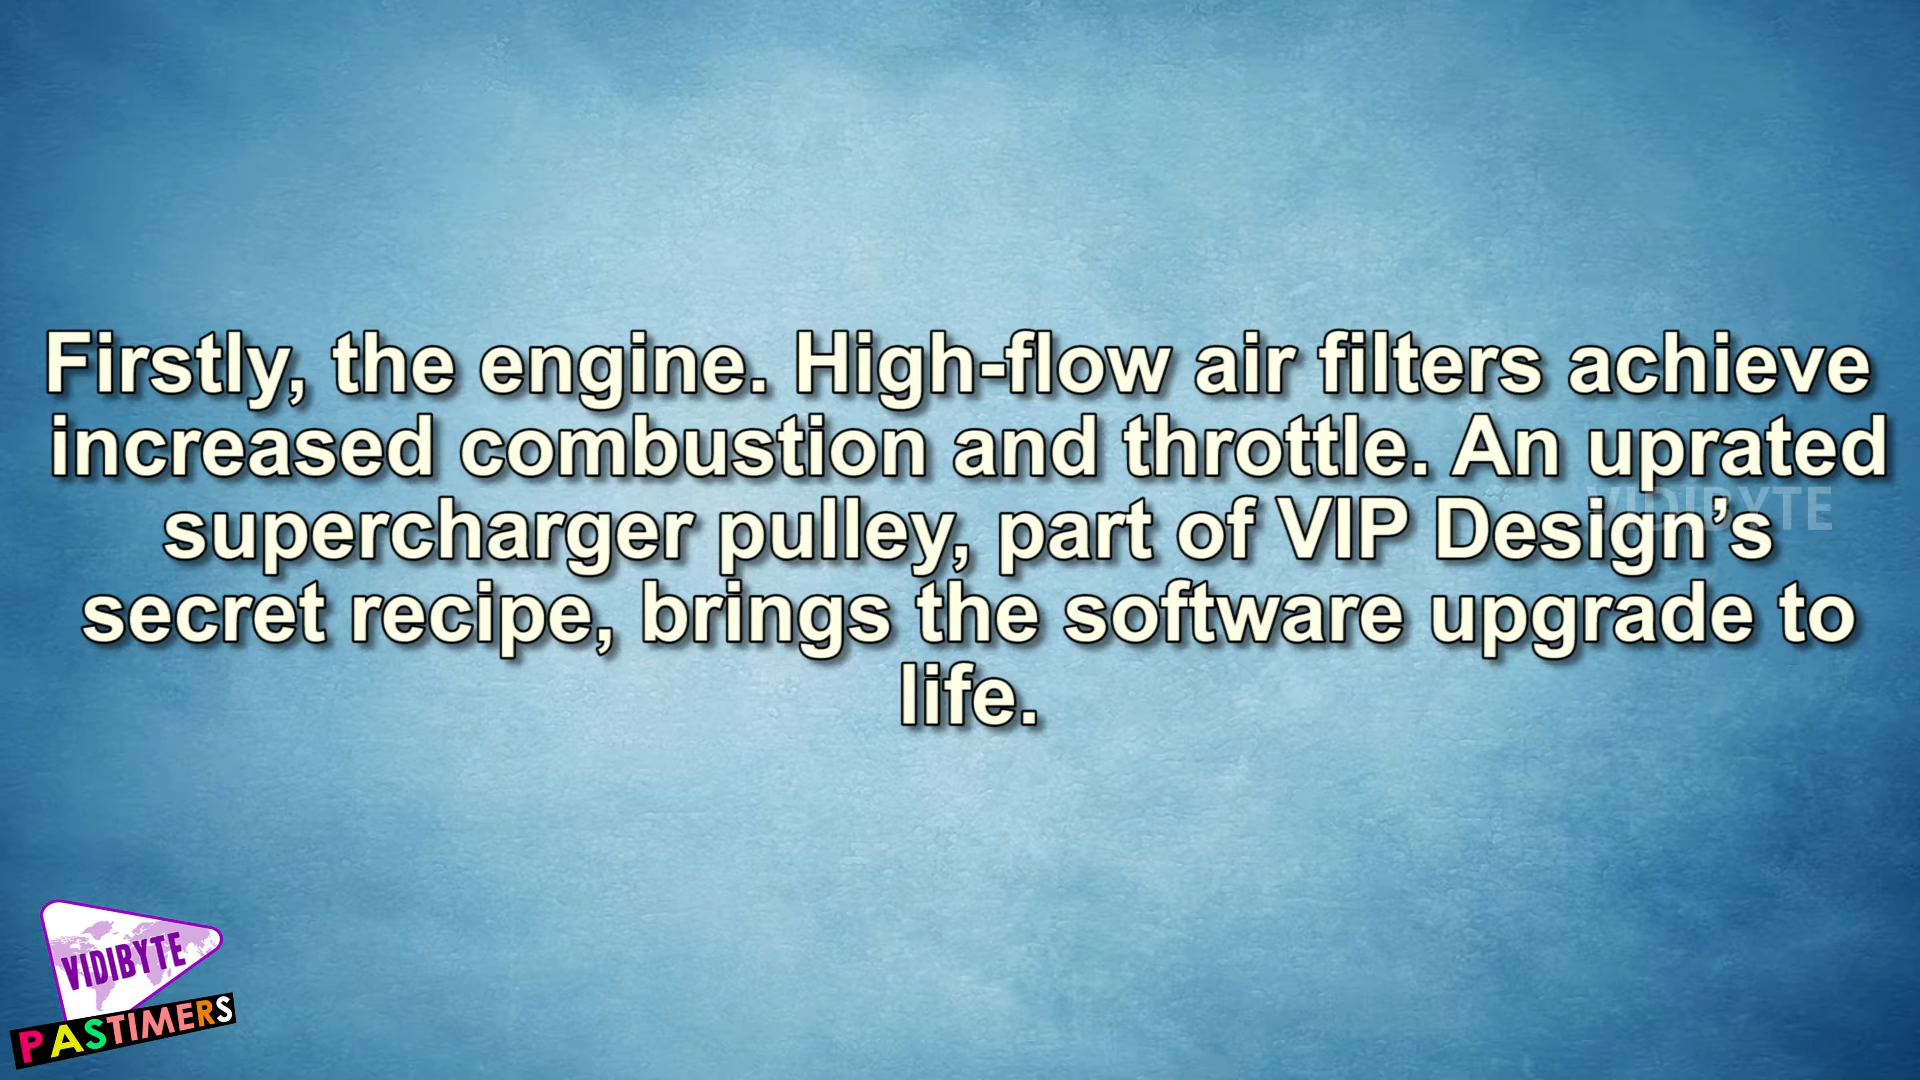 Firstly, the engine. High-flow air filters achieve
increased combustion and throttle. An uprated
supercharger pulley, part of VIP Design’s
secret recipe, brings the software upgrade to
life.
VIDIBYTE
VIDIBYTE
PASTIMERS